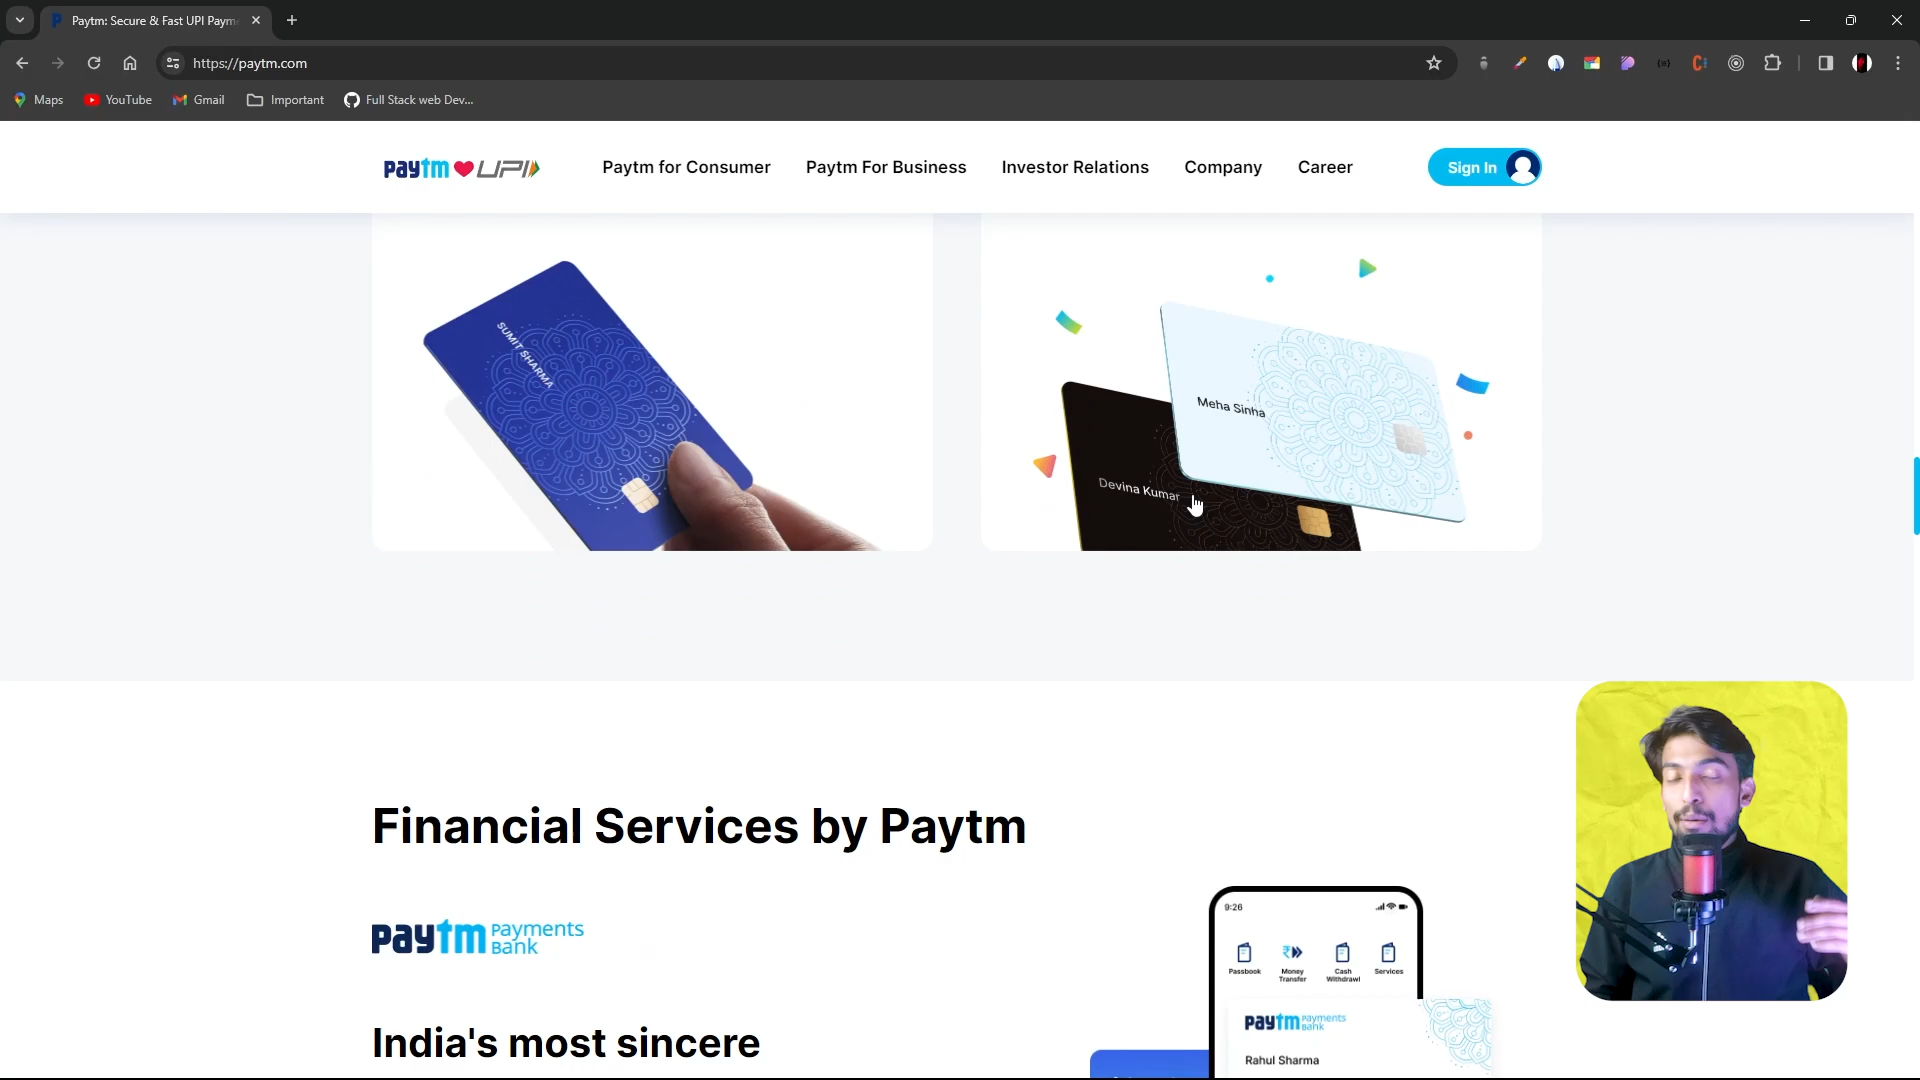 Paytm: Secure & Fast UPI Payme
https://paytm.com
Maps
YouTube
Gmail
Important
Full Stack web Dev...
paytm UPI
Paytm for Consumer
Paytm For Business
Investor Relations
Company
Career
Sign In
SUMIT SHARMA
Meha Sinha
Devina Kumar
Financial Services by Paytm
paytm Payments Bank
India's most sincere
9:26
Passbook
Money Transfer
Cash Withdrawl
Services
paytm Payments Bank
Rahul Sharma